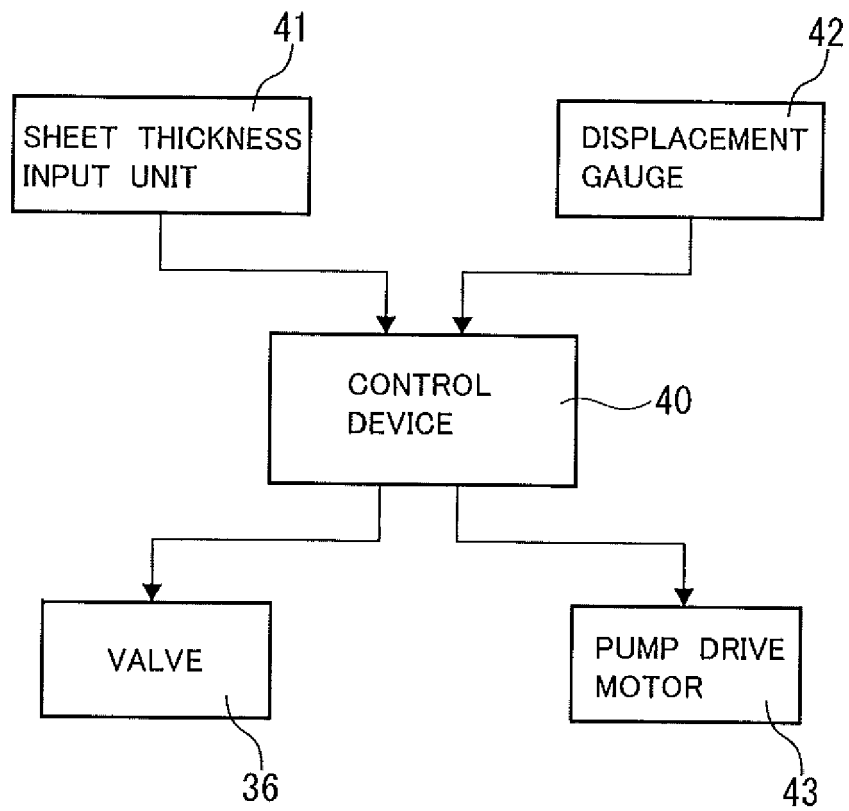 41
42
SHEET THICKNESS
INPUT UNIT
DISPLACEMENT
GAUGE
CONTROL
DEVICE
40
VALVE
PUMP DRIVE
MOTOR
36
43